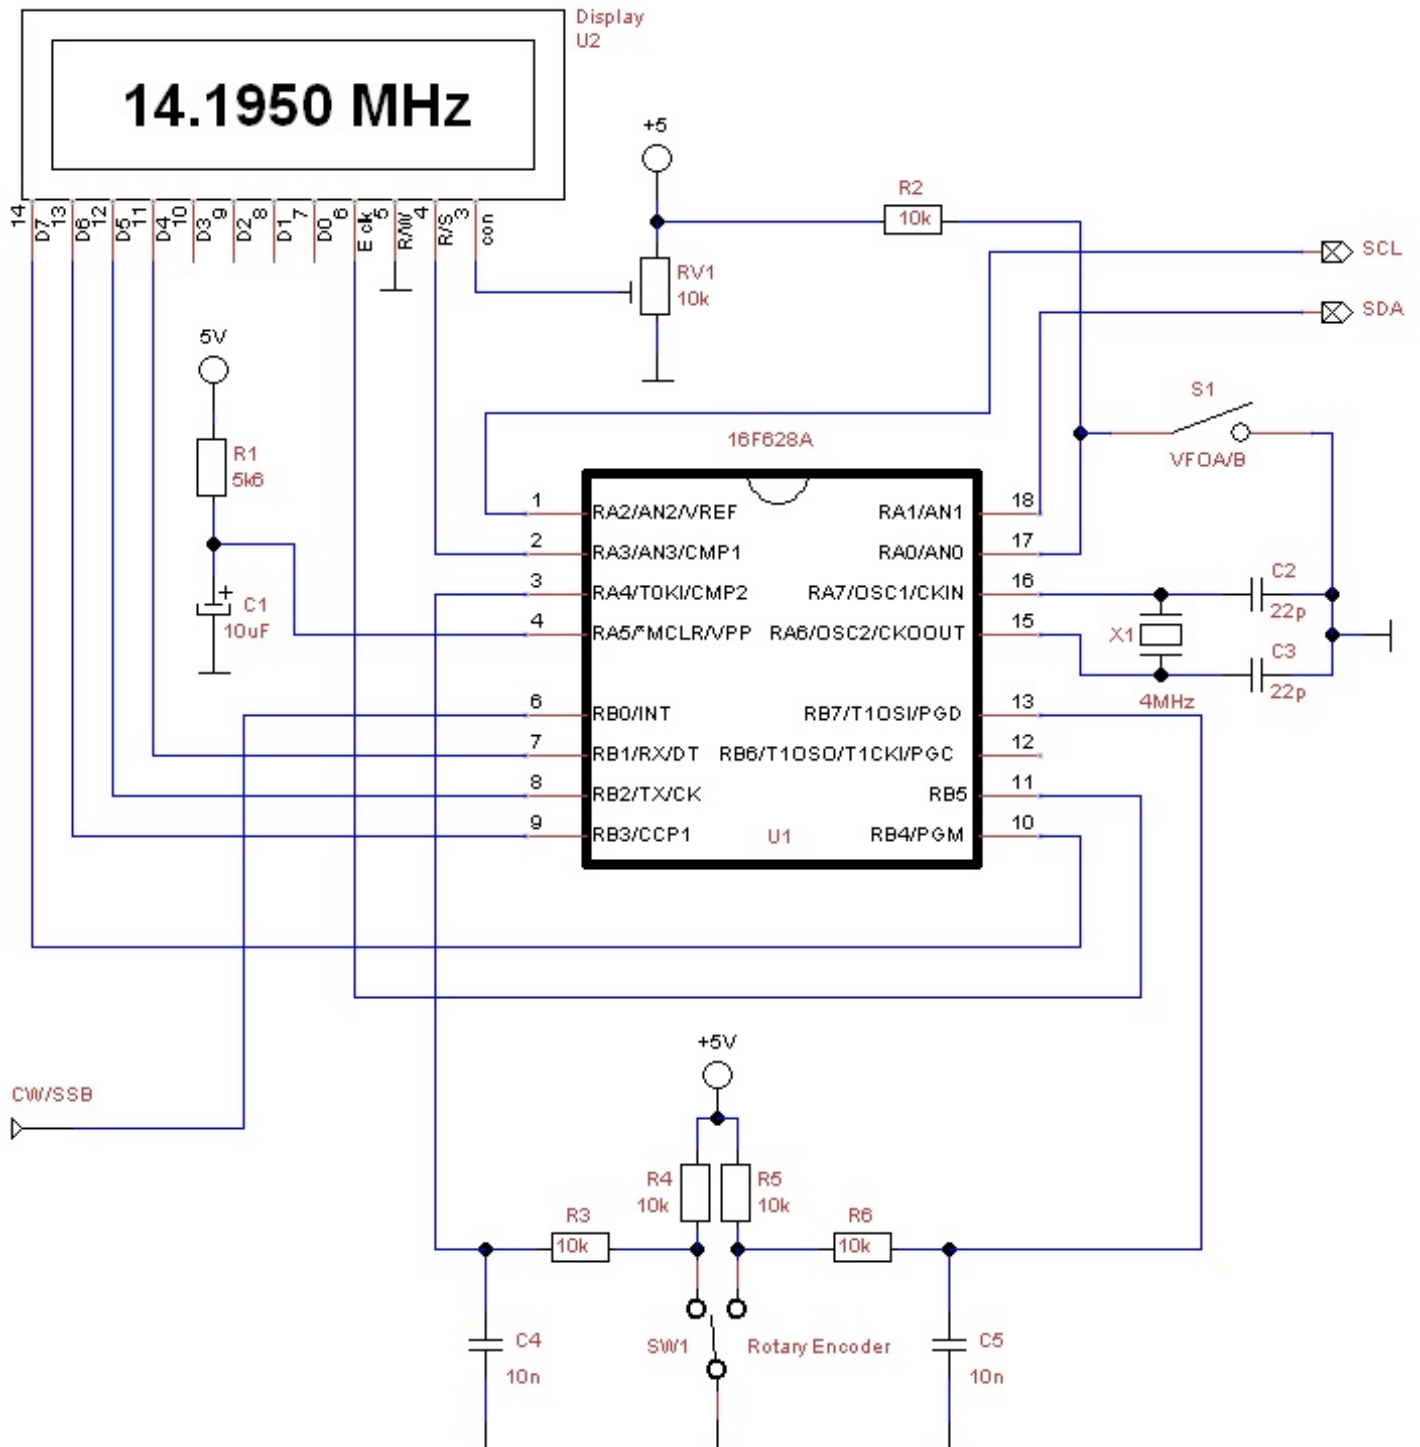 Display
U2
14.1950 MHz
14
D7
13
D6
12
D5
11
D4
10
D3
9
D2
8
D1
7
D0
6
E ck
5
R/W
4
R/S
3
con
+5
R2
10k
RV1
10k
SCL
SDA
5V
R1
5k6
C1
10uF
+
S1
VFOA/B
16F628A
1
RA2/AN2/VREF
RA1/AN1
18
2
RA3/AN3/CMP1
RA0/AN0
17
3
RA4/T0KI/CMP2
RA7/OSC1/CKIN
16
4
RA5/*MCLR/VPP
RA6/OSC2/CKOOUT
15
6
RB0/INT
RB7/T1OSI/PGD
13
7
RB1/RX/DT
RB6/T1OSO/T1CKI/PGC
12
8
RB2/TX/CK
RB5
11
9
RB3/CCP1
U1
RB4/PGM
10
C2
22p
X1
4MHz
C3
22p
CW/SSB
+5V
R4
10k
R5
10k
R3
10k
R6
10k
C4
10n
SW1
Rotary Encoder
C5
10n